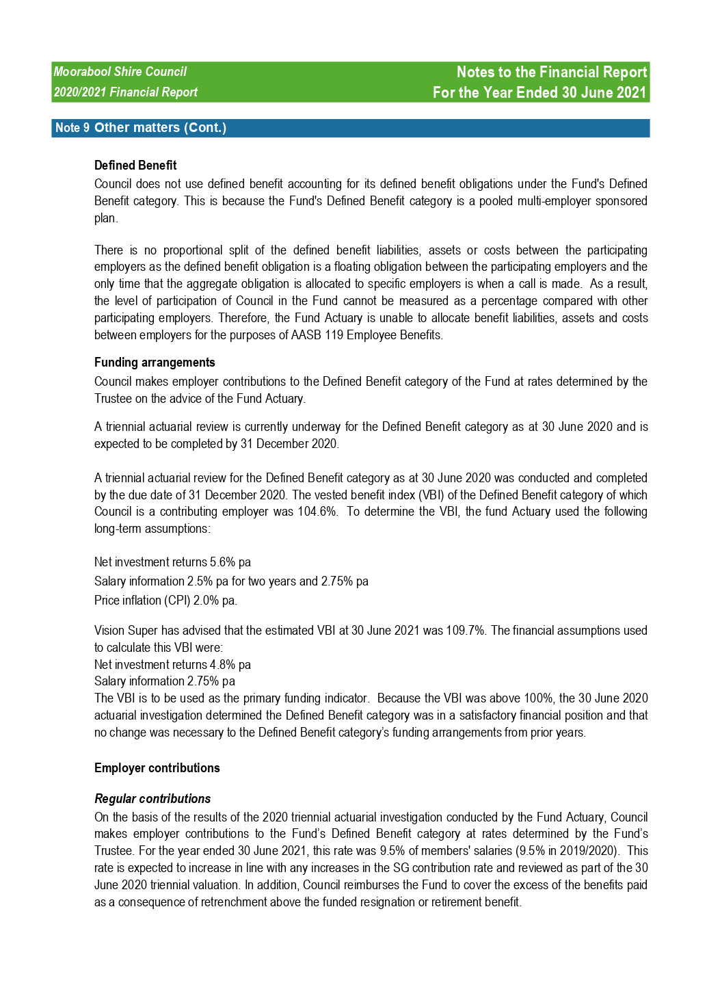 Moorabool Shire Council
Notes to the Financial Report
2020/2021 Financial Report
For the Year Ended 30 June 2021
Note 9 Other matters (Cont.)
Defined Benefit
Council does not use defined benefit accounting for its defined benefit obligations under the Fund's Defined
Benefit category. This is because the Fund's Defined Benefit category is a pooled multi-employer sponsored
plan.
There is no proportional split of the defined benefit liabilities, assets or costs between the participating
employers as the defined benefit obligation is a floating obligation between the participating employers and the
only time that the aggregate obligation is allocated to specific employers is when a call is made.  As a result,
the level of participation of Council in the Fund cannot be measured as a percentage compared with other
participating employers. Therefore, the Fund Actuary is unable to allocate benefit liabilities, assets and costs
between employers for the purposes of AASB 119 Employee Benefits.
Funding arrangements
Council makes employer contributions to the Defined Benefit category of the Fund at rates determined by the
Trustee on the advice of the Fund Actuary.
A triennial actuarial review is currently underway for the Defined Benefit category as at 30 June 2020 and is
expected to be completed by 31 December 2020.
A triennial actuarial review for the Defined Benefit category as at 30 June 2020 was conducted and completed
by the due date of 31 December 2020. The vested benefit index (VBI) of the Defined Benefit category of which
Council is a contributing employer was 104.6%.  To determine the VBI, the fund Actuary used the following
long-term assumptions:
Net investment returns 5.6% pa
Salary information 2.5% pa for two years and 2.75% pa
Price inflation (CPI) 2.0% pa.
Vision Super has advised that the estimated VBI at 30 June 2021 was 109.7%. The financial assumptions used
to calculate this VBI were:
Net investment returns 4.8% pa
Salary information 2.75% pa
The VBI is to be used as the primary funding indicator.  Because the VBI was above 100%, the 30 June 2020
actuarial investigation determined the Defined Benefit category was in a satisfactory financial position and that
no change was necessary to the Defined Benefit category’s funding arrangements from prior years.
Employer contributions
Regular contributions
On the basis of the results of the 2020 triennial actuarial investigation conducted by the Fund Actuary, Council
makes employer contributions to the Fund’s Defined Benefit category at rates determined by the Fund’s
Trustee. For the year ended 30 June 2021, this rate was 9.5% of members' salaries (9.5% in 2019/2020).  This
rate is expected to increase in line with any increases in the SG contribution rate and reviewed as part of the 30
June 2020 triennial valuation. In addition, Council reimburses the Fund to cover the excess of the benefits paid
as a consequence of retrenchment above the funded resignation or retirement benefit.